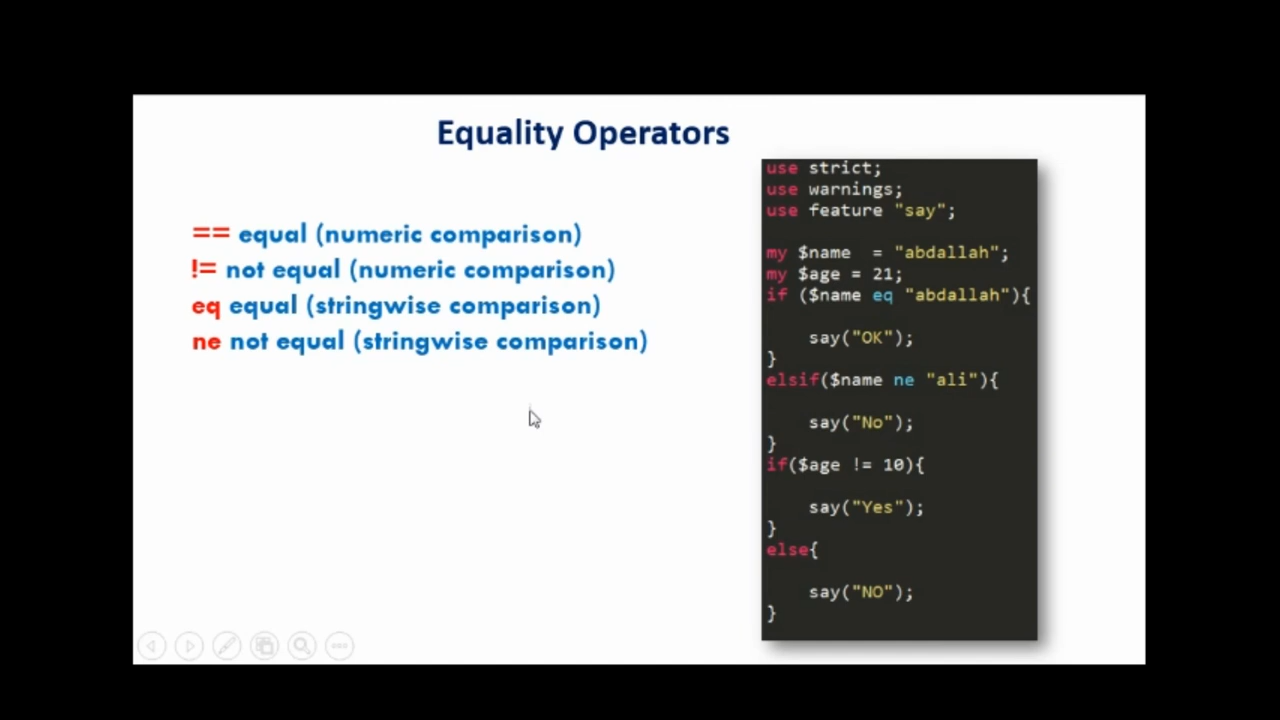 Equality Operators
== equal (numeric comparison)
!= not equal (numeric comparison)
eq equal (stringwise comparison)
ne not equal (stringwise comparison)
use strict;
use warnings;
use feature "say";
my $name  = "abdallah";
my $age = 21;
if ($name eq "abdallah"){
    say("OK");
}
elsif($name ne "ali"){
    say("No");
}
if($age != 10){
    say("Yes");
}
else{
    say("NO");
}